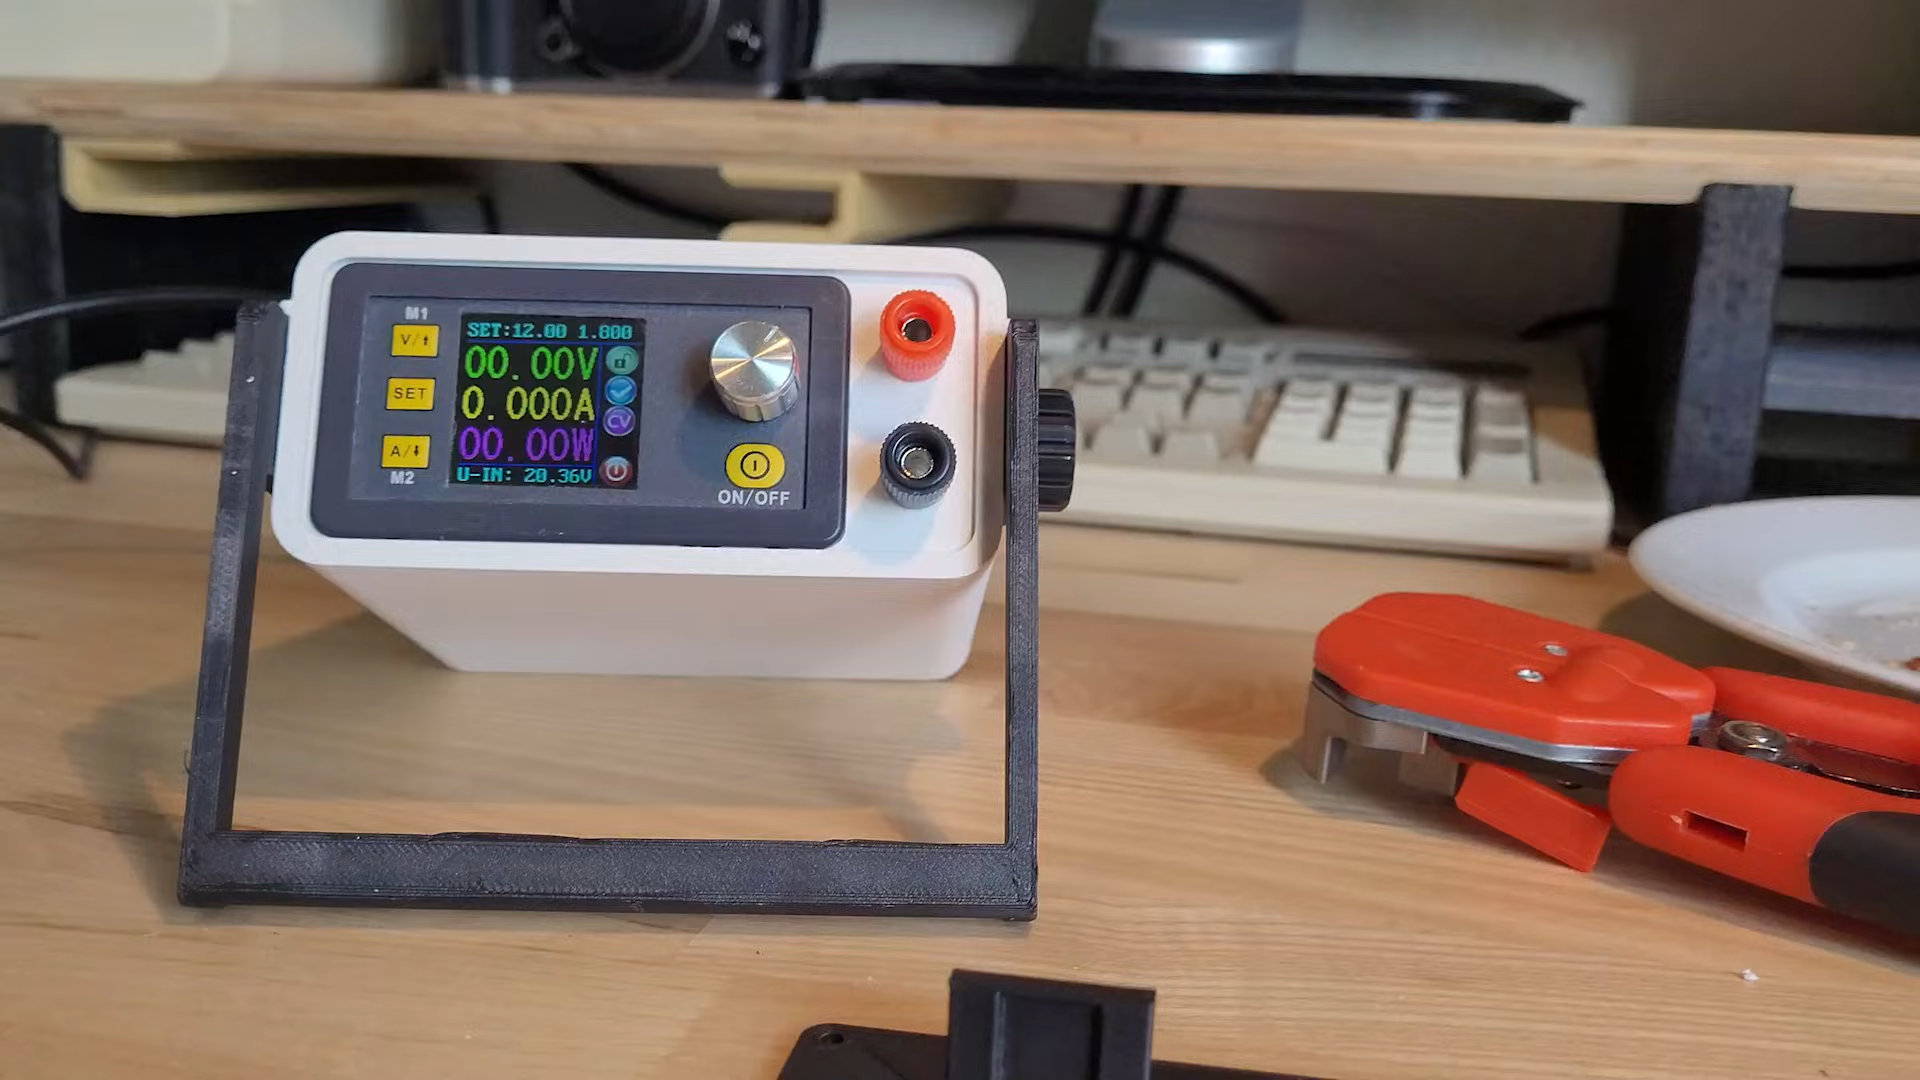 M1
V/↑
SET
A/↓
M2
SET:12.00 1.800
00.00V
0.000A
CV
00.00W
U-IN: 20.36V
ON/OFF